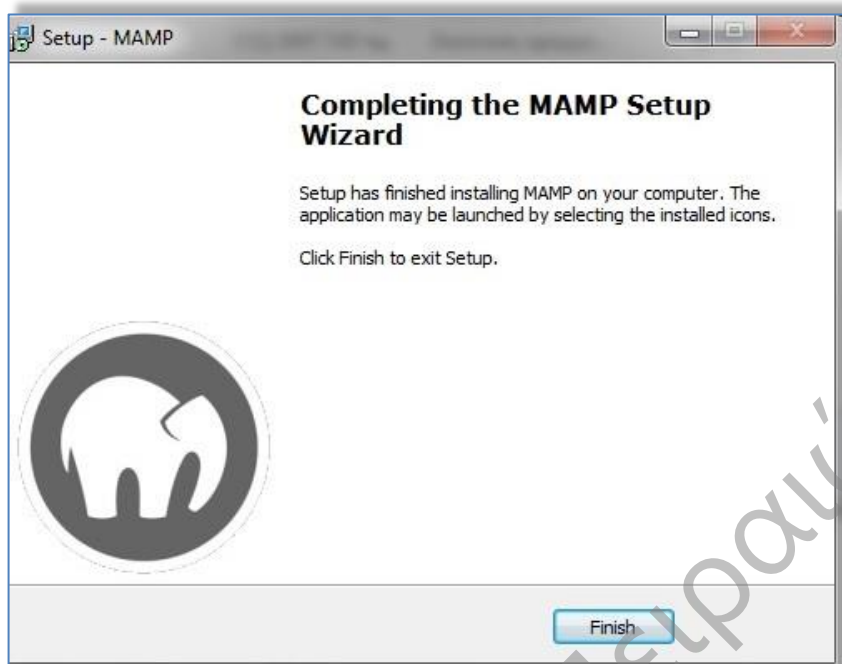 Setup - MAMP
Completing the MAMP Setup
Wizard
Setup has finished installing MAMP on your computer. The
application may be launched by selecting the installed icons.
Click Finish to exit Setup.
Finish